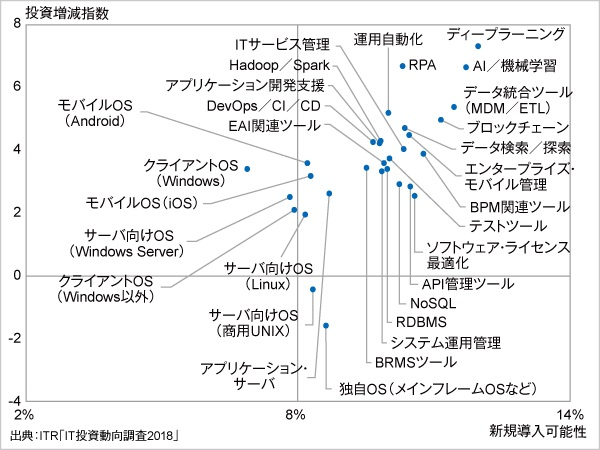 投資増減指数
8
6
4
2
0
-2
-4
ディープラーニング
ITサービス管理
運用自動化
RPA
AI／機械学習
Hadoop／Spark
アプリケーション開発支援
データ統合ツール
（MDM／ETL）
DevOps／CI／CD
モバイルOS
（Android）
EAI関連ツール
ブロックチェーン
データ検索／探索
クライアントOS
（Windows）
エンタープライズ・
モバイル管理
モバイルOS（iOS）
BPM関連ツール
テストツール
サーバ向けOS
（Windows Server）
ソフトウェア・ライセンス
最適化
サーバ向けOS
（Linux）
クライアントOS
（Windows以外）
API管理ツール
NoSQL
サーバ向けOS
（商用UNIX）
RDBMS
システム運用管理
アプリケーション・
サーバ
BRMSツール
独自OS（メインフレームOSなど）
2%
8%
14%
出典：ITR「IT投資動向調査2018」
新規導入可能性